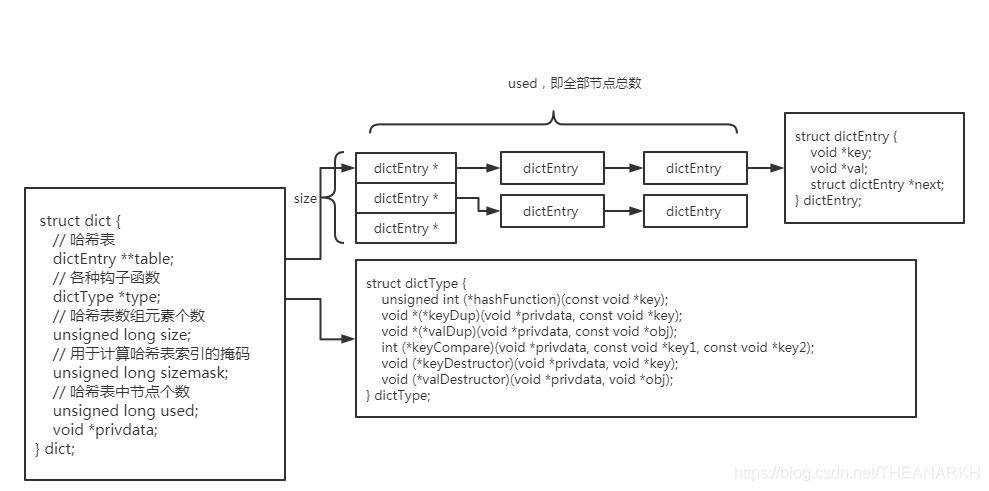 used，即全部节点总数
struct dictEntry {
void *key;
void *val;
struct dictEntry *next;
} dictEntry;
dictEntry *
dictEntry
dictEntry
size
dictEntry *
dictEntry
dictEntry
dictEntry *
struct dict {
// 哈希表
dictEntry **table;
// 各种钩子函数
dictType *type;
// 哈希表数组元素个数
unsigned long size;
// 用于计算哈希表索引的掩码
unsigned long sizemask;
// 哈希表中节点个数
unsigned long used;
void *privdata;
} dict;
struct dictType {
unsigned int (*hashFunction)(const void *key);
void *(*keyDup)(void *privdata, const void *key);
void *(*valDup)(void *privdata, const void *obj);
int (*keyCompare)(void *privdata, const void *key1, const void *key2);
void (*keyDestructor)(void *privdata, void *key);
void (*valDestructor)(void *privdata, void *obj);
} dictType;
https://blog.csdn.net/THEANARKH